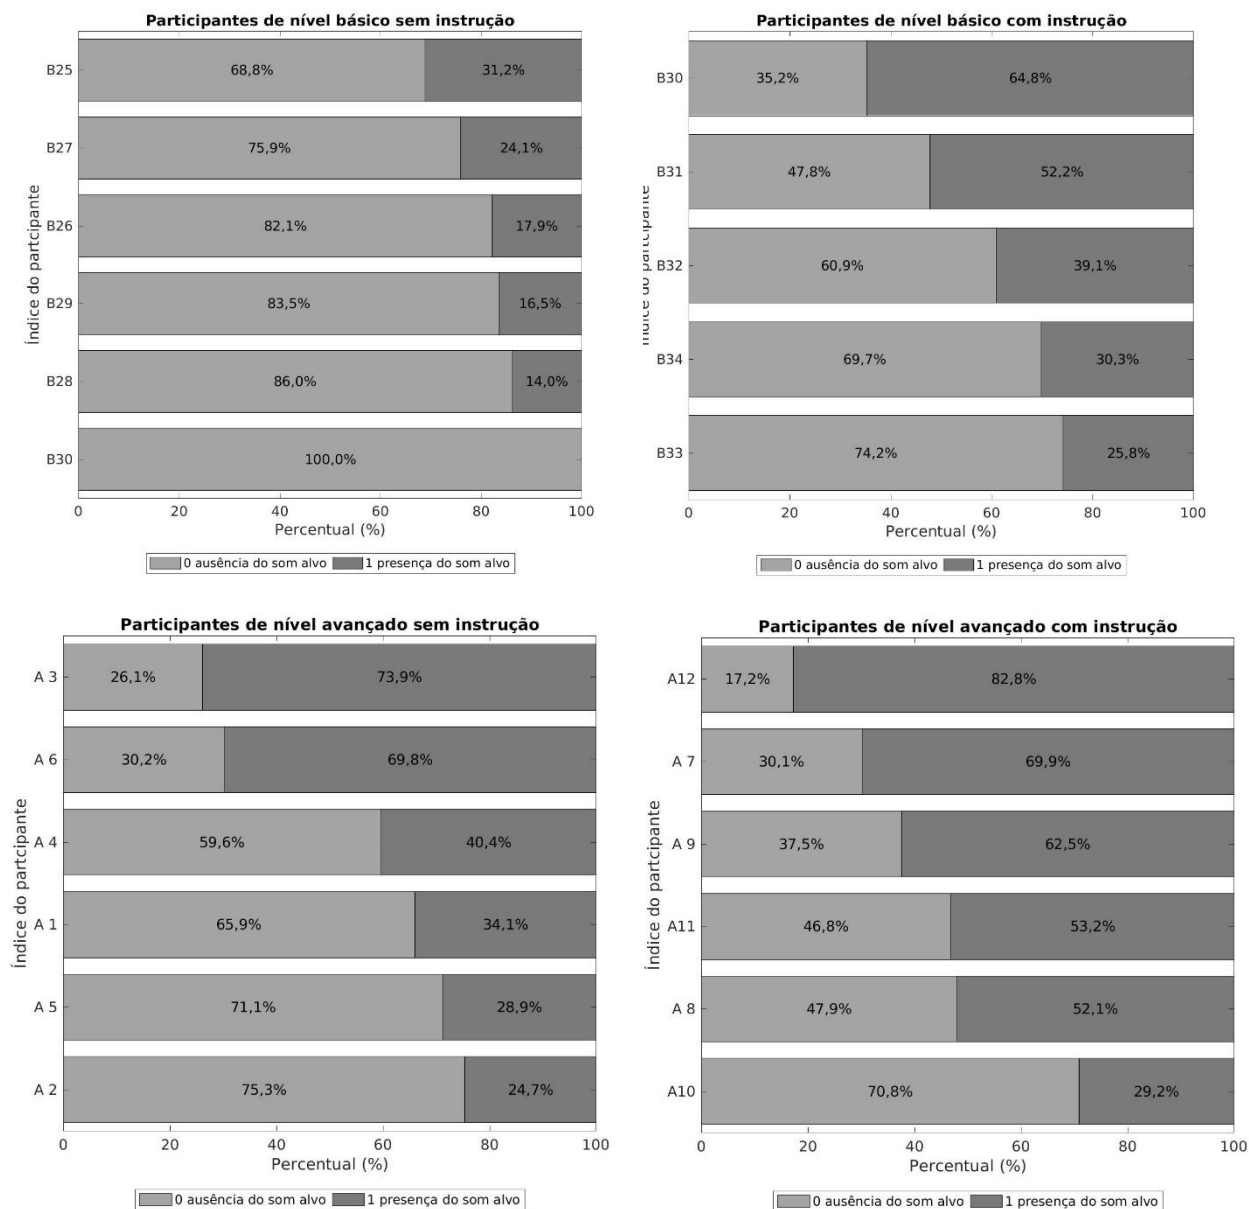 Participantes de nível básico sem instrução
Índice do partcipante
B25
68,8%
31,2%
B27
75,9%
24,1%
B26
82,1%
17,9%
B29
83,5%
16,5%
B28
86,0%
14,0%
B30
100,0%
0 20 40 60 80 100
Percentual (%)
0 ausência do som alvo 1 presença do som alvo
Participantes de nível básico com instrução
Índice do partcipante
B30
35,2%
64,8%
B31
47,8%
52,2%
B32
60,9%
39,1%
B34
69,7%
30,3%
B33
74,2%
25,8%
0 20 40 60 80 100
Percentual (%)
0 ausência do som alvo 1 presença do som alvo
Participantes de nível avançado sem instrução
Índice do partcipante
A 3
26,1%
73,9%
A 6
30,2%
69,8%
A 4
59,6%
40,4%
A 1
65,9%
34,1%
A 5
71,1%
28,9%
A 2
75,3%
24,7%
0 20 40 60 80 100
Percentual (%)
0 ausência do som alvo 1 presença do som alvo
Participantes de nível avançado com instrução
Índice do partcipante
A12
17,2%
82,8%
A 7
30,1%
69,9%
A 9
37,5%
62,5%
A11
46,8%
53,2%
A 8
47,9%
52,1%
A10
70,8%
29,2%
0 20 40 60 80 100
Percentual (%)
0 ausência do som alvo 1 presença do som alvo